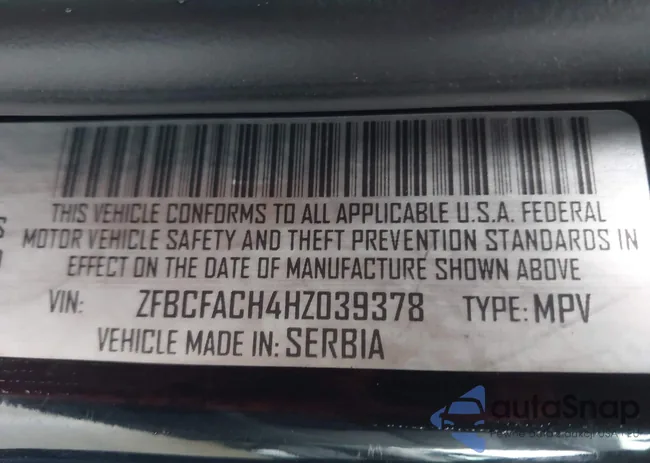 THIS VEHICLE CONFORMS TO ALL APPLICABLE U.S.A. FEDERAL
MOTOR VEHICLE SAFETY AND THEFT PREVENTION STANDARDS IN
EFFECT ON THE DATE OF MANUFACTURE SHOWN ABOVE
VIN: ZFBCFACH4HZ039378 TYPE: MPV
VEHICLE MADE IN: SERBIA
autoSnap